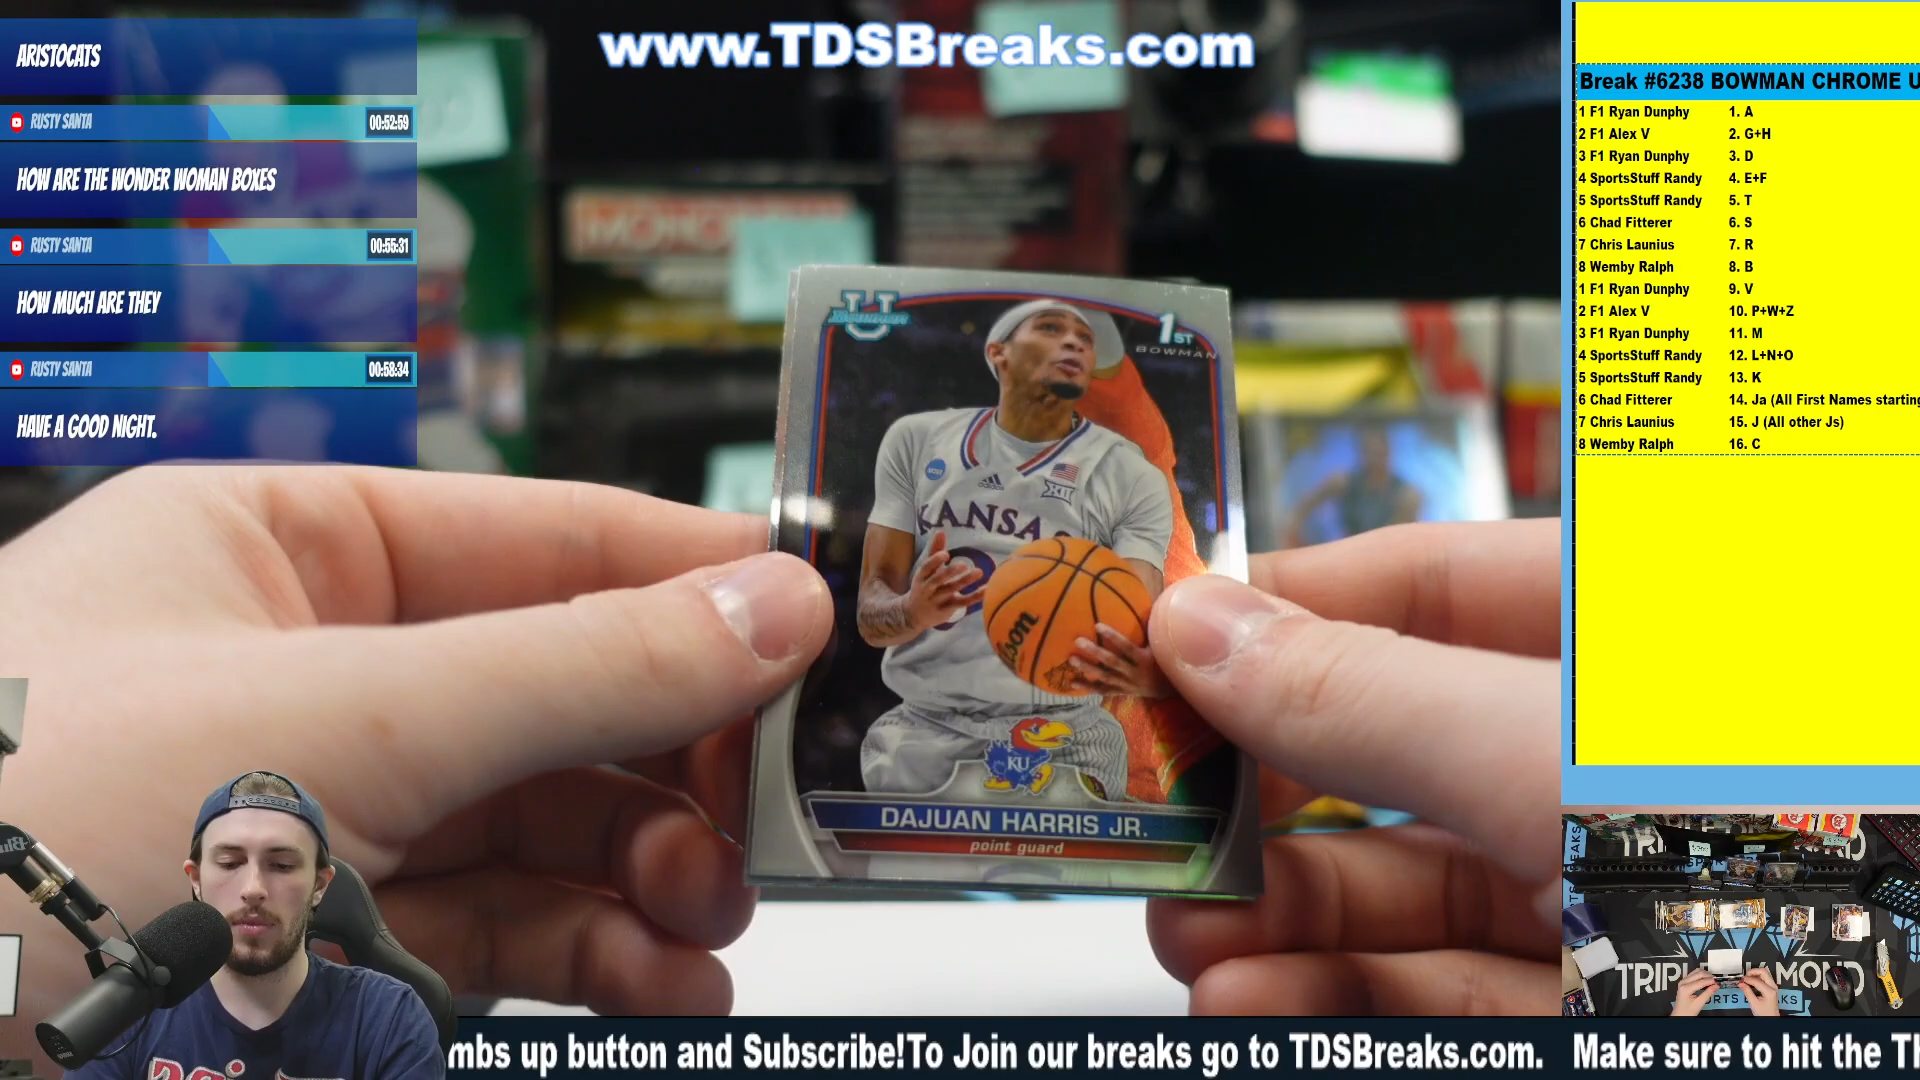 www.TDSBreaks.com
ARISTOCATS
RUSTY SANTA
00:52:59
HOW ARE THE WONDER WOMAN BOXES
RUSTY SANTA
00:55:31
HOW MUCH ARE THEY
RUSTY SANTA
00:58:34
HAVE A GOOD NIGHT.
Bowman
1ST
BOWMAN
XII
KANSAS
Wilson
KU
DAJUAN HARRIS JR.
point guard
Break #6238 BOWMAN CHROME U
1 F1 Ryan Dunphy 1. A
2 F1 Alex V 2. G+H
3 F1 Ryan Dunphy 3. D
4 SportsStuff Randy 4. E+F
5 SportsStuff Randy 5. T
6 Chad Fitterer 6. S
7 Chris Launius 7. R
8 Wemby Ralph 8. B
1 F1 Ryan Dunphy 9. V
2 F1 Alex V 10. P+W+Z
3 F1 Ryan Dunphy 11. M
4 SportsStuff Randy 12. L+N+O
5 SportsStuff Randy 13. K
6 Chad Fitterer 14. Ja (All First Names starting
7 Chris Launius 15. J (All other Js)
8 Wemby Ralph 16. C
mbs up button and Subscribe!To Join our breaks go to TDSBreaks.com. Make sure to hit the Th